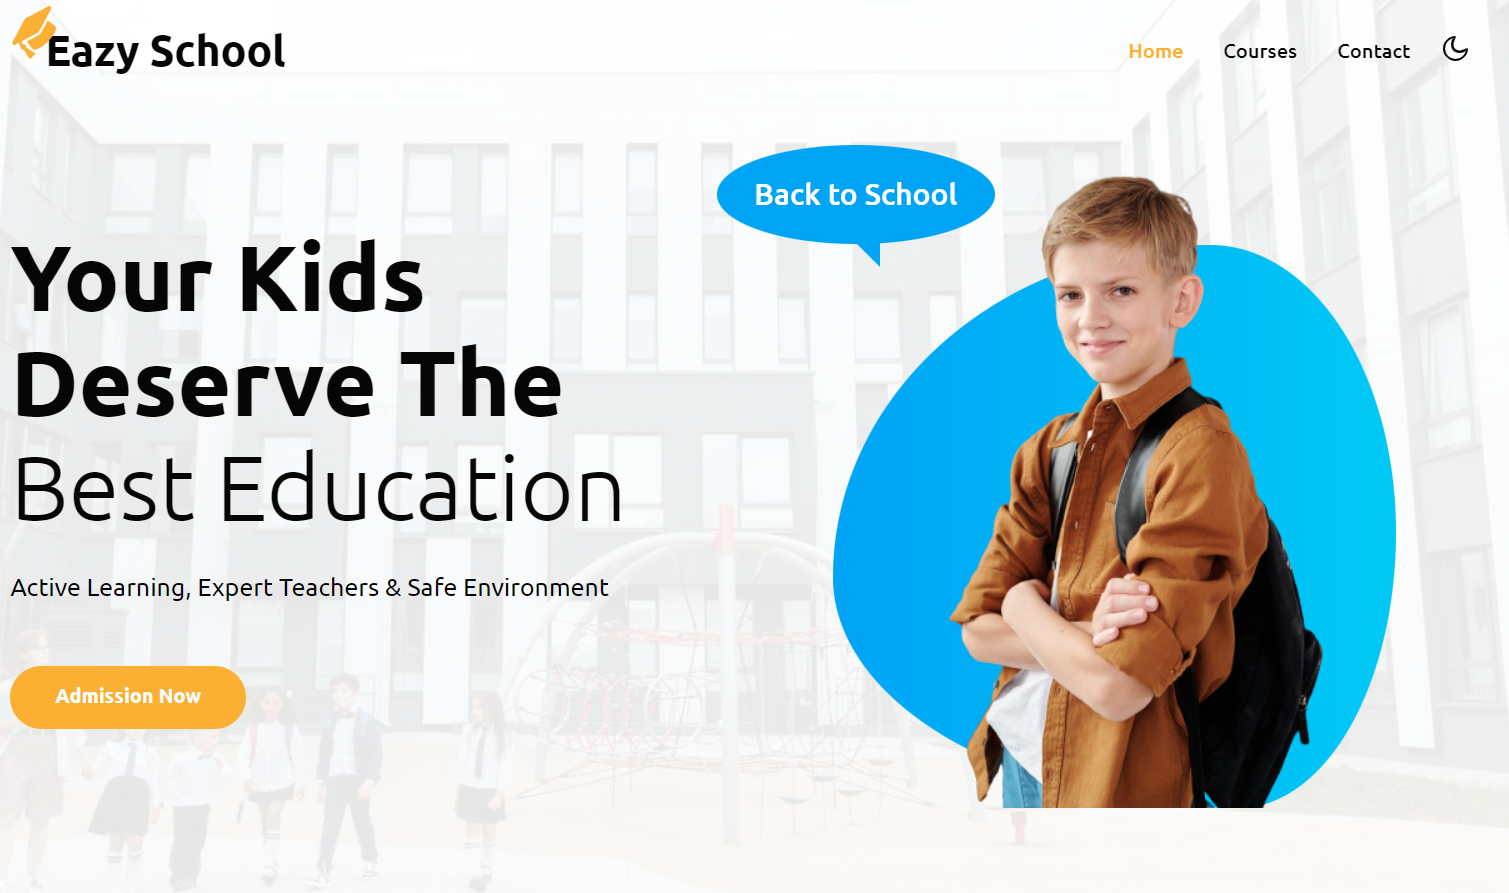 Eazy School
Home Courses Contact
Back to School
Your Kids
Deserve The
Best Education
Active Learning, Expert Teachers & Safe Environment
Admission Now